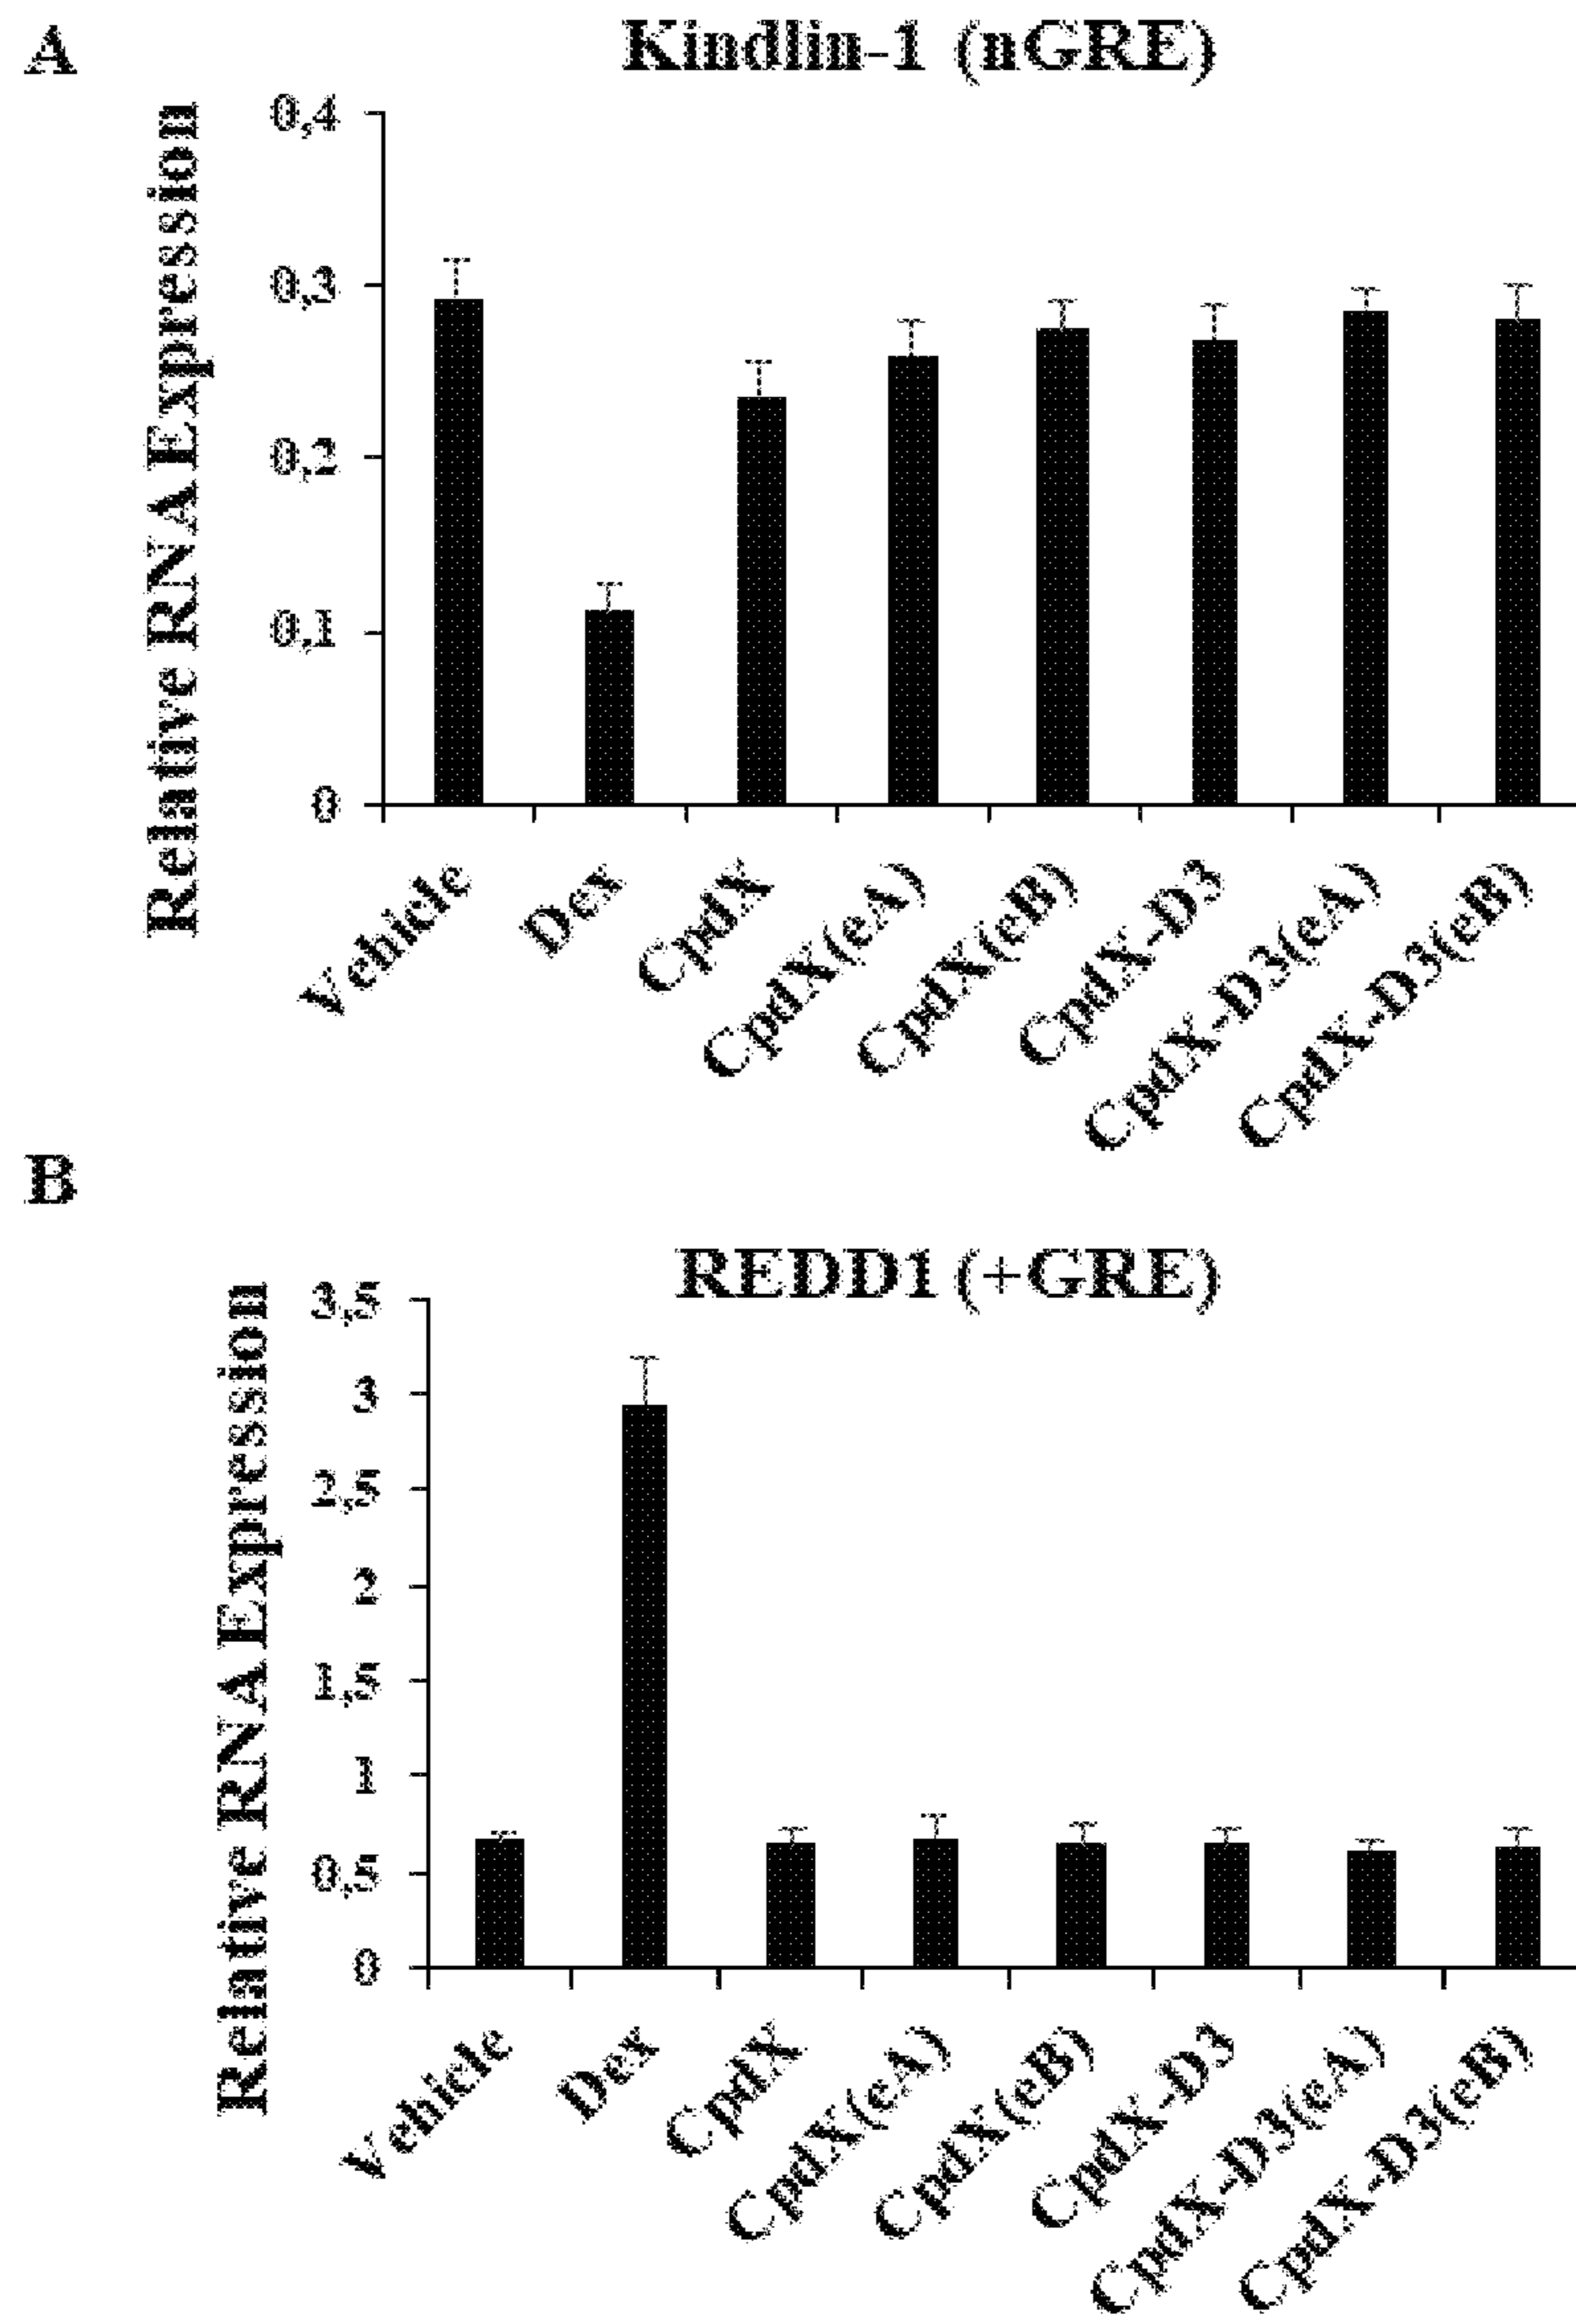 A
Kindlin-1 (nGRE)
Relative RNA Expression
0,4
0,3
0,2
0,1
0
Vehicle
Dex
CpdX
CpdX(eA)
CpdX(eB)
CpdX-D3
CpdX-D3(eA)
CpdX-D3(eB)
B
REDD1 (+GRE)
Relative RNA Expression
3,5
3
2,5
2
1,5
1
0,5
0
Vehicle
Dex
CpdX
CpdX(eA)
CpdX(eB)
CpdX-D3
CpdX-D3(eA)
CpdX-D3(eB)